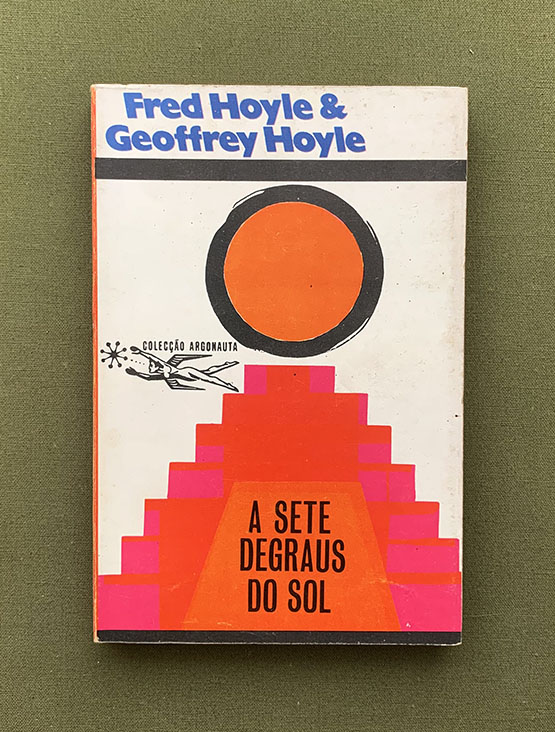 Fred Hoyle &
Geoffrey Hoyle
COLECÇÃO ARGONAUTA
A SETE
DEGRAUS
DO SOL